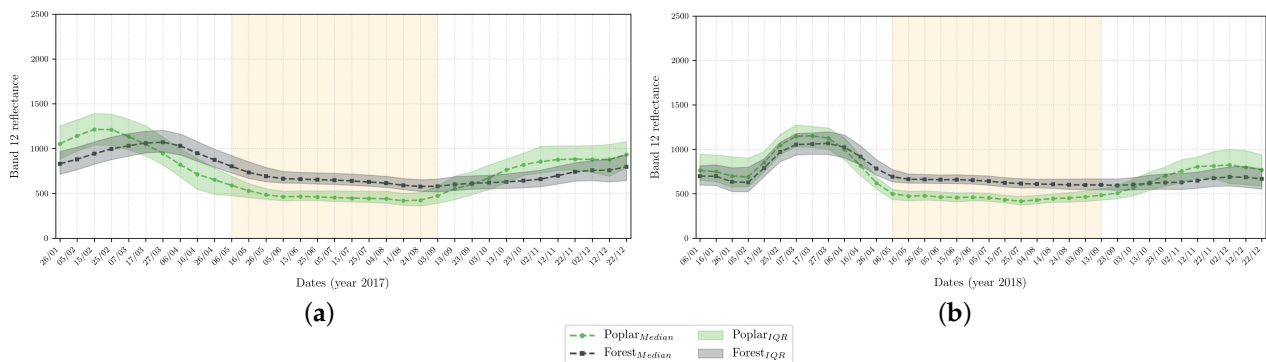 2500
2000
1500
1000
500
0
Band 12 reflectance
26/01 05/02 15/02 25/02 07/03 17/03 27/03 06/04 16/04 26/04 06/05 16/05 26/05 05/06 15/06 25/06 05/07 15/07 25/07 04/08 14/08 24/08 03/09 13/09 23/09 03/10 13/10 23/10 02/11 12/11 22/11 02/12 12/12 22/12
Dates (year 2017)
(a)
2500
2000
1500
1000
500
0
Band 12 reflectance
06/01 16/01 26/01 05/02 15/02 25/02 07/03 17/03 27/03 06/04 16/04 26/04 06/05 16/05 26/05 05/06 15/06 25/06 05/07 15/07 25/07 04/08 14/08 24/08 03/09 13/09 23/09 03/10 13/10 23/10 02/11 12/11 22/11 02/12 12/12 22/12
Dates (year 2018)
(b)
Poplar Median Poplar IQR
Forest Median Forest IQR